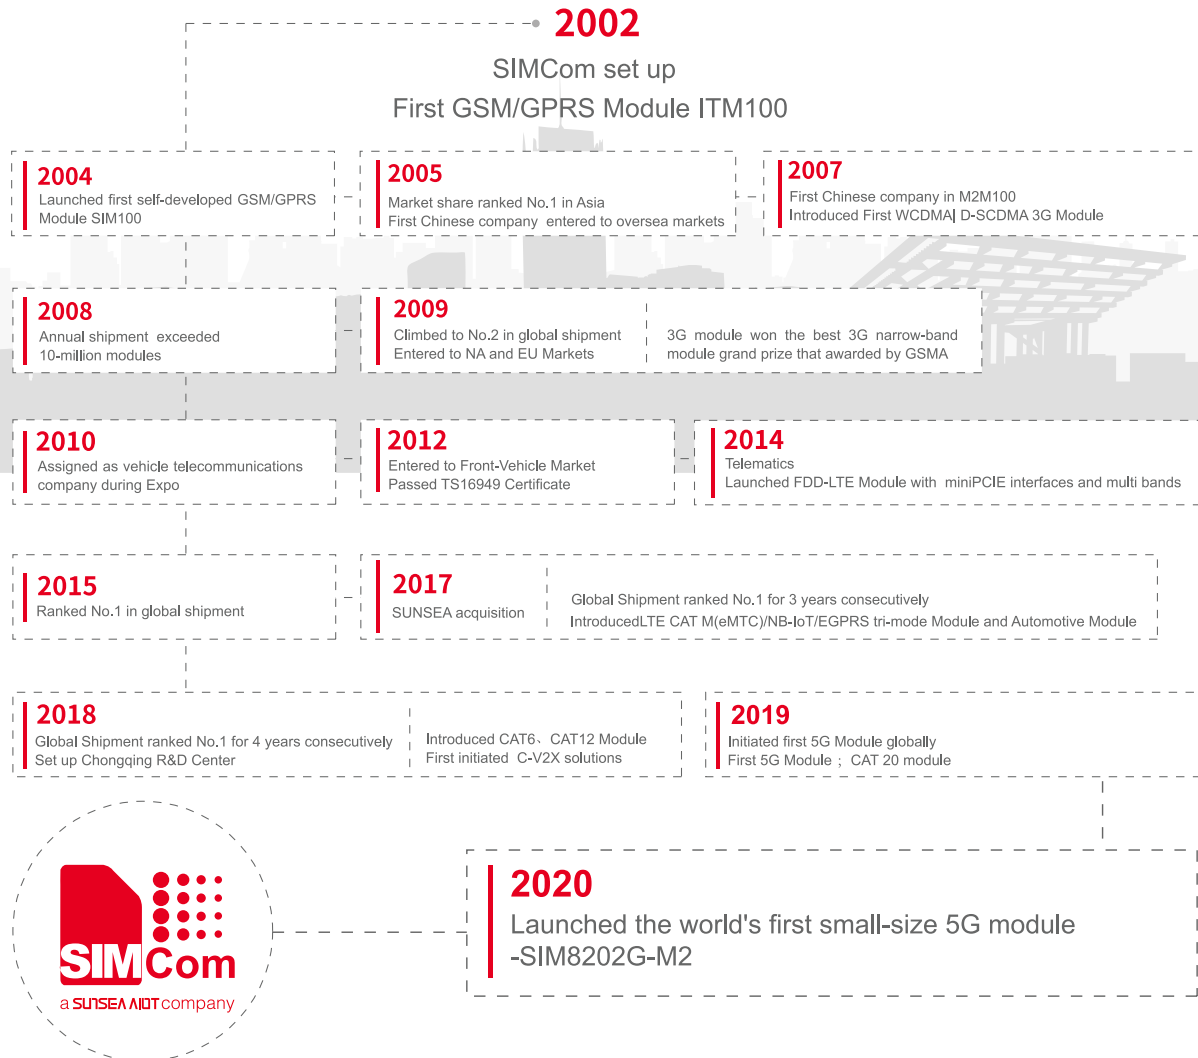 2002
SIMCom set up
First GSM/GPRS Module ITM100
2004
Launched first self-developed GSM/GPRS
Module SIM100
2005
Market share ranked No.1 in Asia
First Chinese company entered to oversea markets
2007
First Chinese company in M2M100
Introduced First WCDMA| D-SCDMA 3G Module
2008
Annual shipment exceeded
10-million modules
2009
Climbed to No.2 in global shipment
Entered to NA and EU Markets
3G module won the best 3G narrow-band
module grand prize that awarded by GSMA
2010
Assigned as vehicle telecommunications
company during Expo
2012
Entered to Front-Vehicle Market
Passed TS16949 Certificate
2014
Telematics
Launched FDD-LTE Module with miniPCIE interfaces and multi bands
2015
Ranked No.1 in global shipment
2017
SUNSEA acquisition
Global Shipment ranked No.1 for 3 years consecutively
IntroducedLTE CAT M(eMTC)/NB-IoT/EGPRS tri-mode Module and Automotive Module
2018
Global Shipment ranked No.1 for 4 years consecutively
Set up Chongqing R&D Center
Introduced CAT6、CAT12 Module
First initiated C-V2X solutions
2019
Initiated first 5G Module globally
First 5G Module ; CAT 20 module
2020
Launched the world's first small-size 5G module
-SIM8202G-M2
SIMCom
a SUNSEA AIOT company